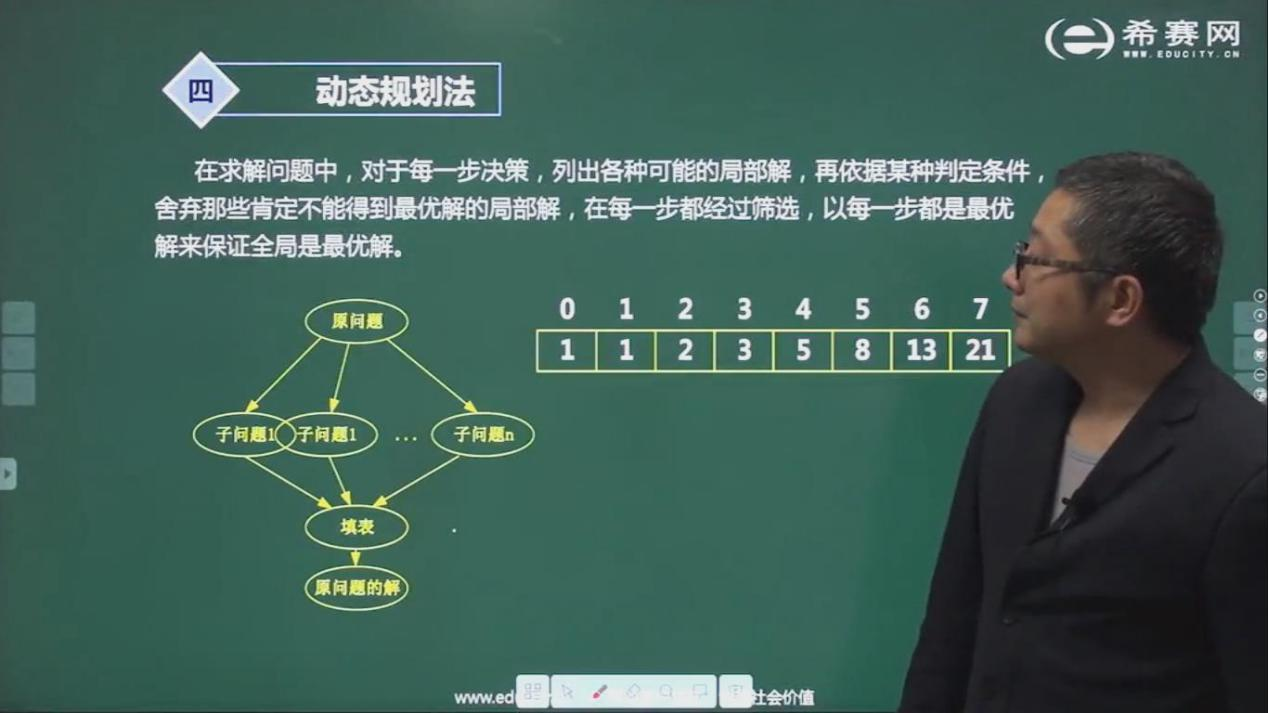 希赛网
WWW.EDUCITY.CN
四
动态规划法
在求解问题中，对于每一步决策，列出各种可能的局部解，再依据某种判定条件，
舍弃那些肯定不能得到最优解的局部解，在每一步都经过筛选，以每一步都是最优
解来保证全局是最优解。
原问题
子问题1 子问题1 ... 子问题n
填表
原问题的解
0 1 2 3 4 5 6 7
1 1 2 3 5 8 13 21
www.ed
社会价值